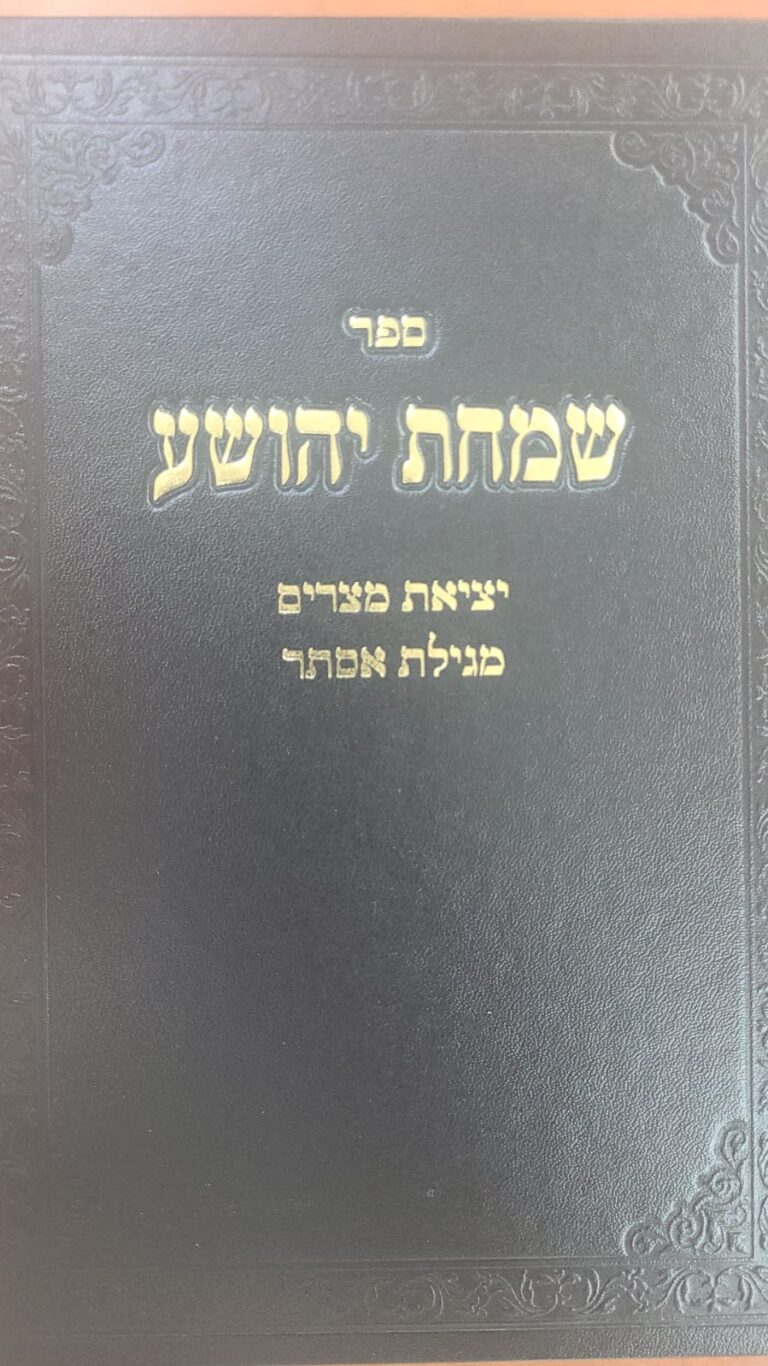 ספר
שמחת יהושע
יציאת מצרים
מגילת אסתר